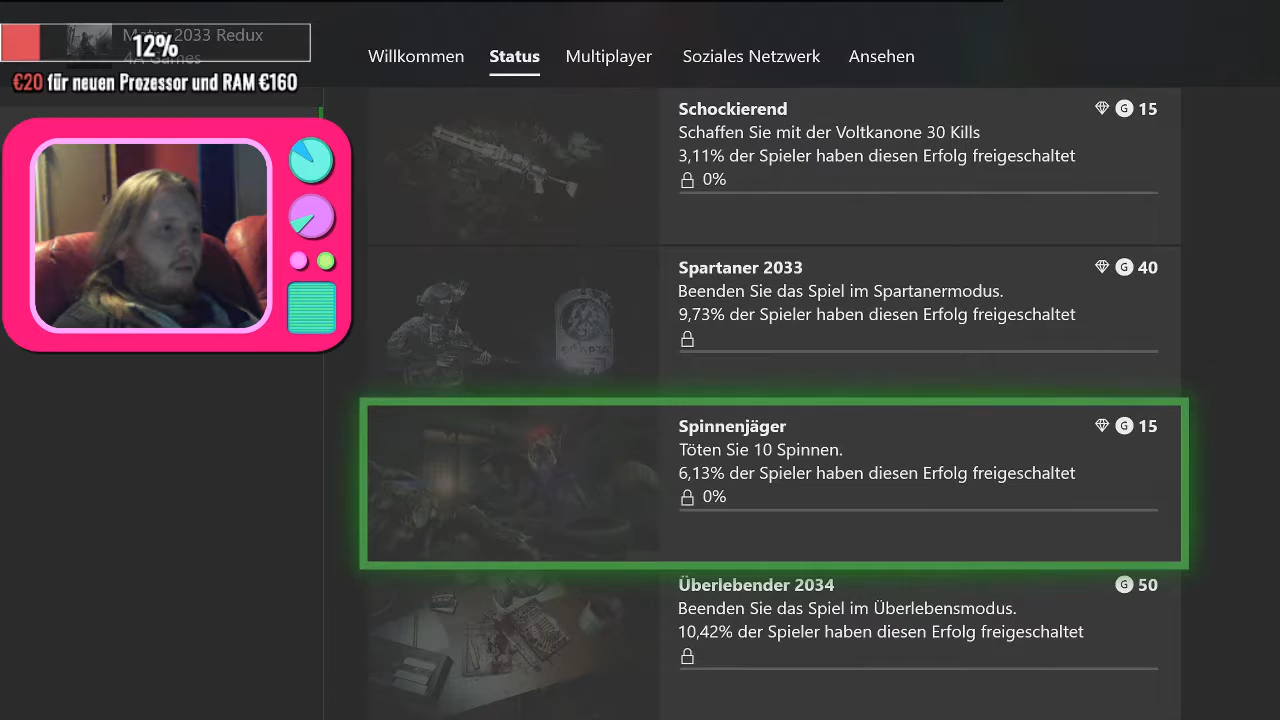 Metro 2033 Redux
4A Games
12%
€20 für neuen Prozessor und RAM €160
Willkommen Status Multiplayer Soziales Netzwerk Ansehen
Schockierend G 15
Schaffen Sie mit der Voltkanone 30 Kills
3,11% der Spieler haben diesen Erfolg freigeschaltet
0%
Spartaner 2033 G 40
Beenden Sie das Spiel im Spartanermodus.
9,73% der Spieler haben diesen Erfolg freigeschaltet
SPARTA
Spinnenjäger G 15
Töten Sie 10 Spinnen.
6,13% der Spieler haben diesen Erfolg freigeschaltet
0%
Überlebender 2034 G 50
Beenden Sie das Spiel im Überlebensmodus.
10,42% der Spieler haben diesen Erfolg freigeschaltet